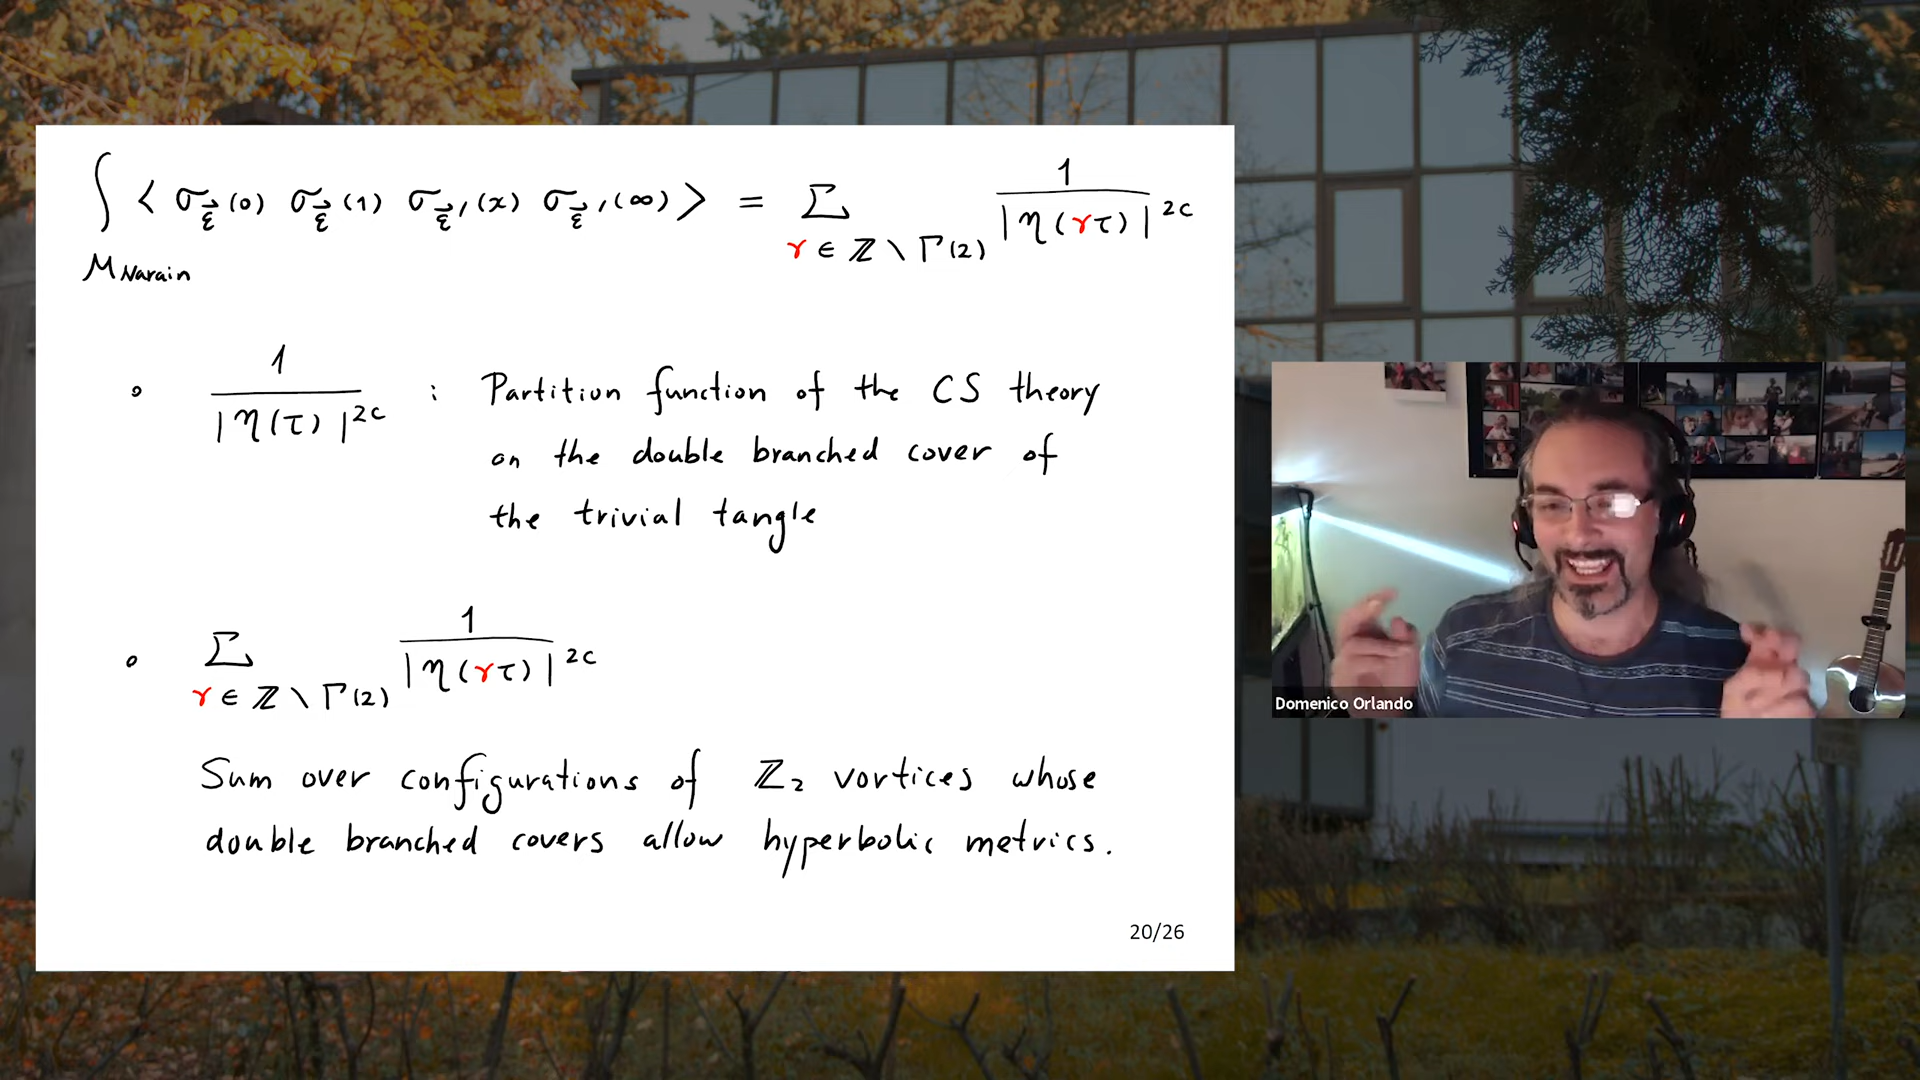 ∫ ⟨ σ_ε⃗ (0) σ_ε⃗ (1) σ_ε⃗' (x) σ_ε⃗' (∞) ⟩ = Σ 1 / |η(γτ)|^{2c}
M_Narain γ ∈ ℤ \ Γ(2)
∘ 1 / |η(τ)|^{2c} : Partition function of the CS theory
on the double branched cover of
the trivial tangle
∘ Σ 1 / |η(γτ)|^{2c}
γ ∈ ℤ \ Γ(2)
Sum over configurations of ℤ₂ vortices whose
double branched covers allow hyperbolic metrics.
20/26
Domenico Orlando